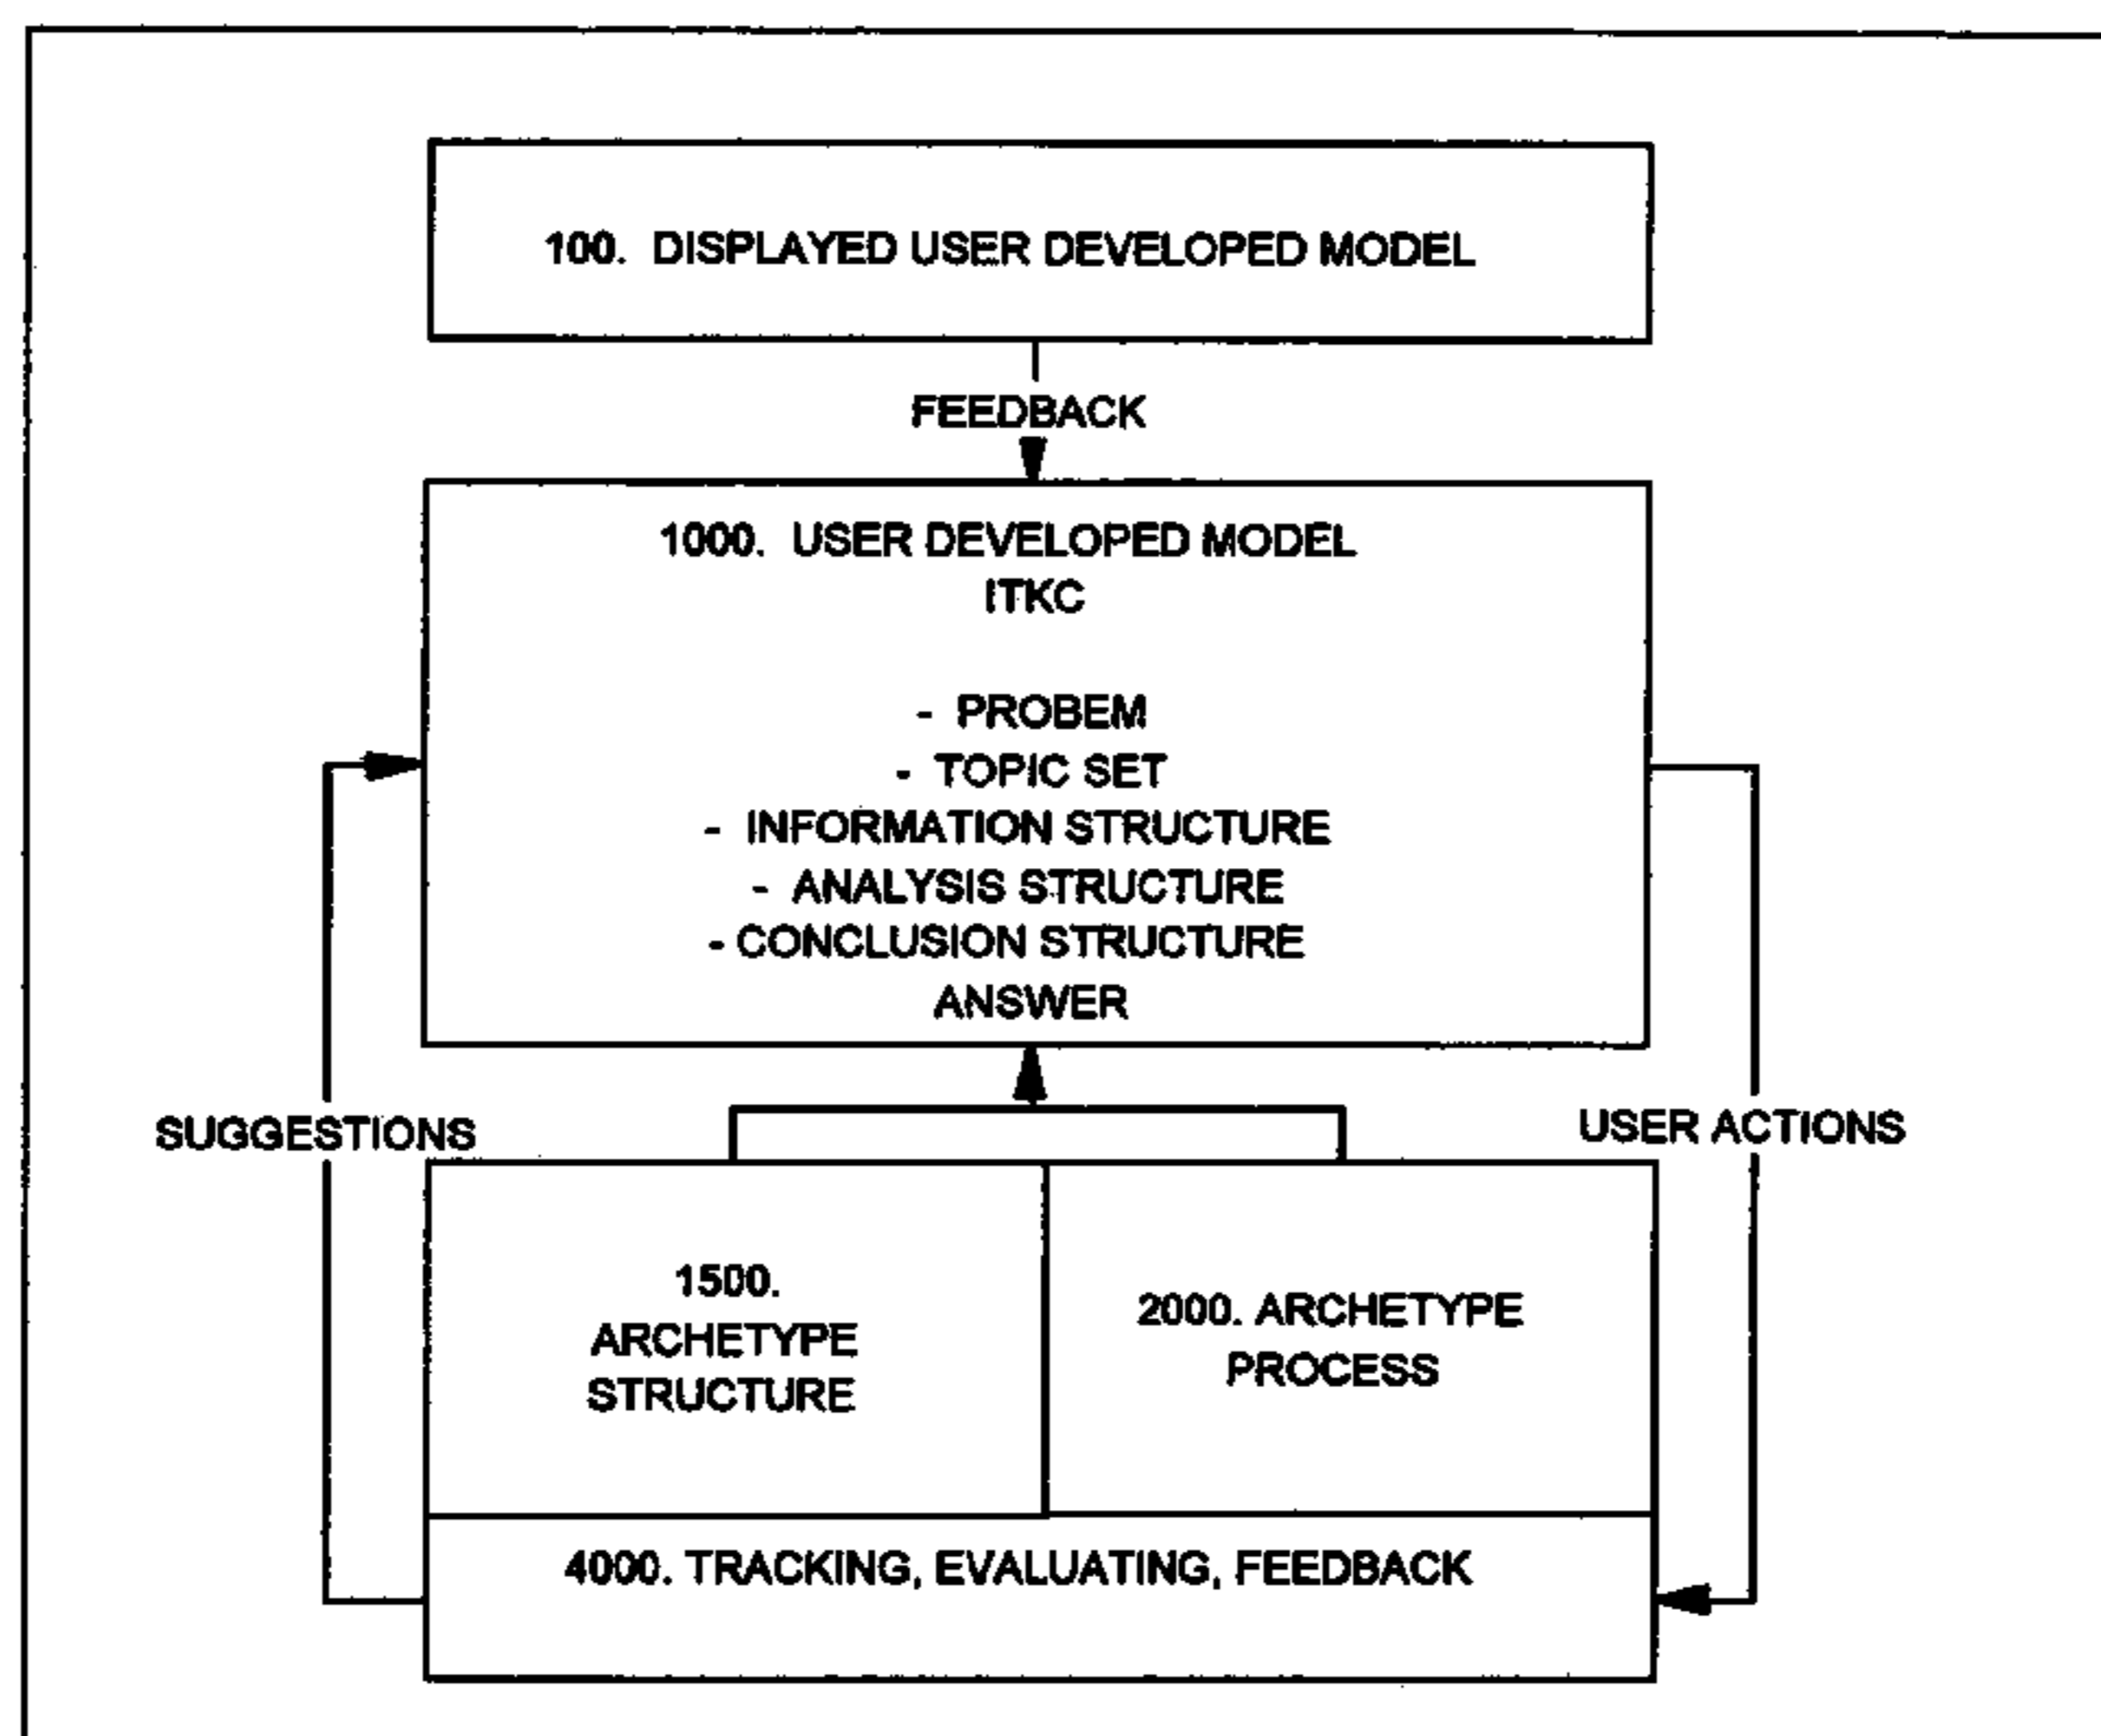 100. DISPLAYED USER DEVELOPED MODEL
FEEDBACK
1000. USER DEVELOPED MODEL
ITKC
- PROBEM
- TOPIC SET
- INFORMATION STRUCTURE
- ANALYSIS STRUCTURE
- CONCLUSION STRUCTURE
ANSWER
SUGGESTIONS
USER ACTIONS
1500.
ARCHETYPE
STRUCTURE
2000. ARCHETYPE
PROCESS
4000. TRACKING, EVALUATING, FEEDBACK